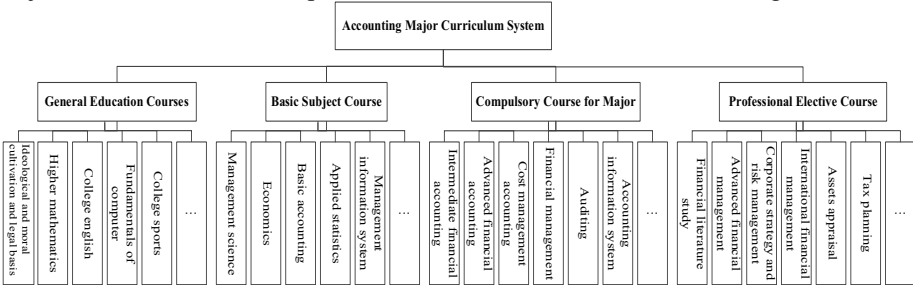 Accounting Major Curriculum System
General Education Courses
Basic Subject Course
Compulsory Course for Major
Professional Elective Course
Ideological and moral
cultivation and legal basis
Higher mathematics
College english
Fundamentals of
computer
College sports
...
Management science
Economics
Basic accounting
Applied statistics
Management
information system
...
Intermediate financial
accounting
Advanced financial
accounting
Cost management
accounting
Financial management
Auditing
Accounting
information system
...
Financial literature
study
Advanced financial
management
Corporate strategy and
risk management
International financial
management
Assets appraisal
Tax planning
...